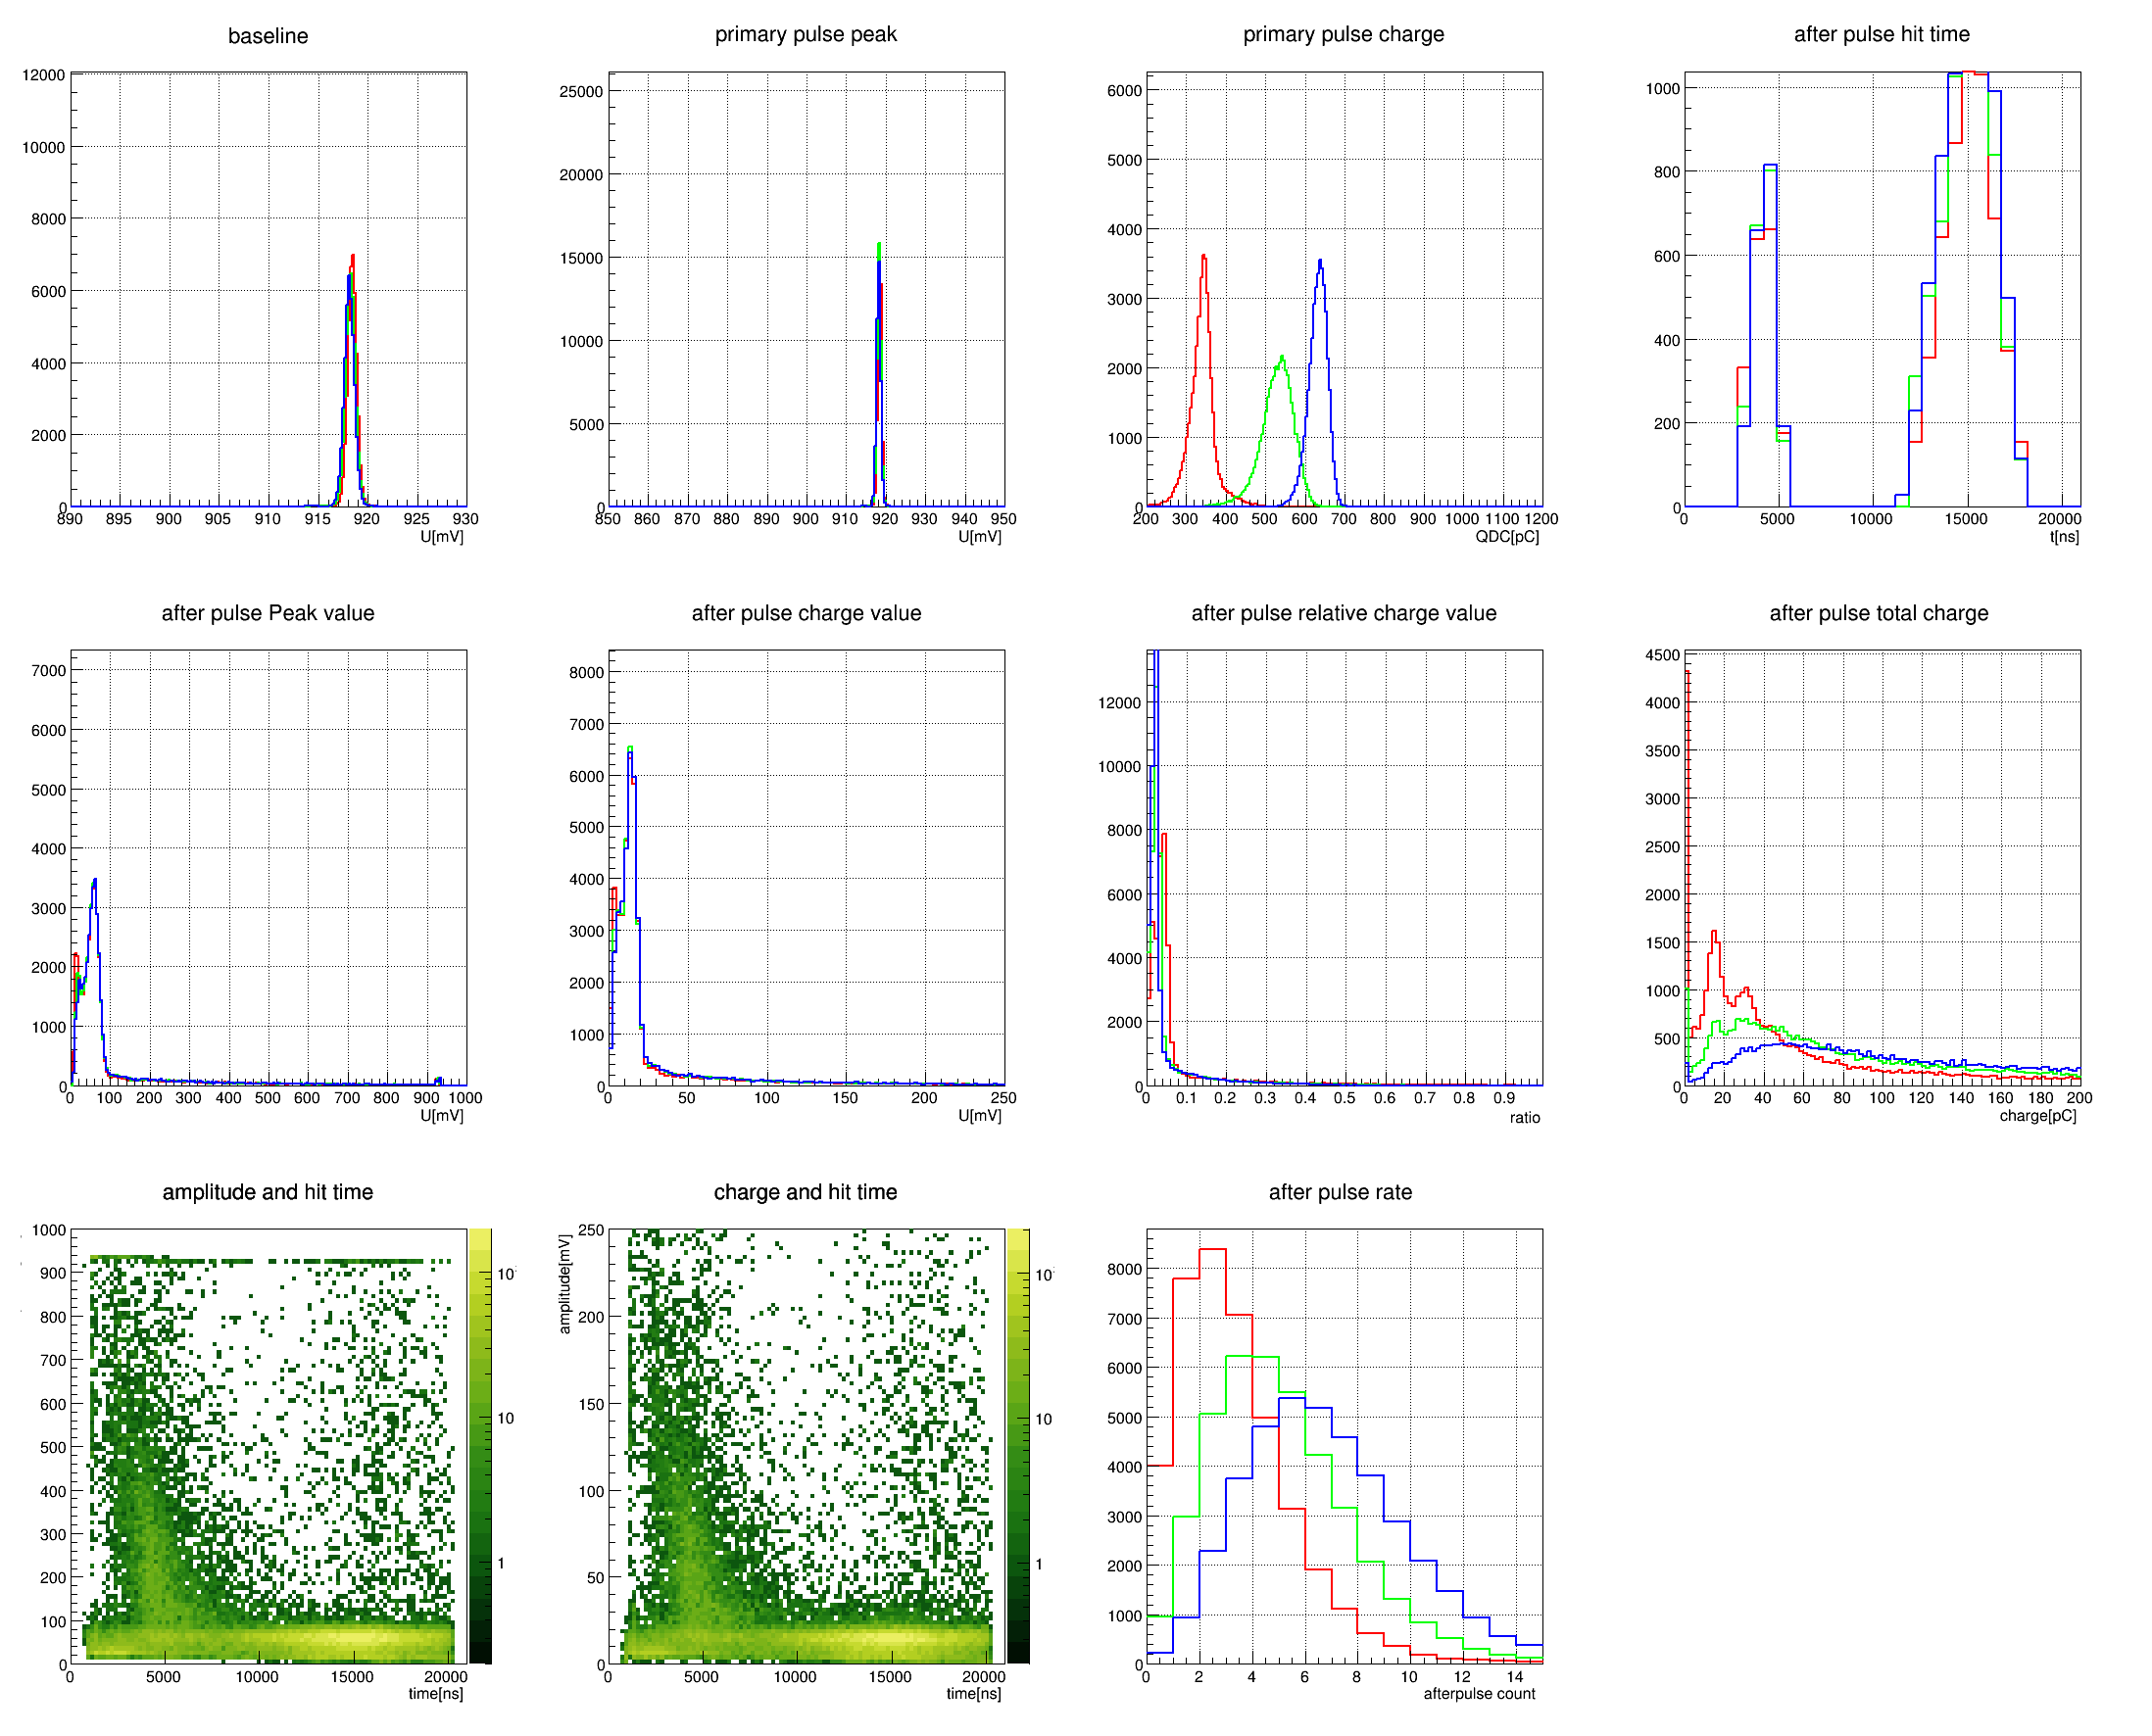 baseline
12000
10000
8000
6000
4000
2000
0
890 895 900 905 910 915 920 925 930
U[mV]
primary pulse peak
25000
20000
15000
10000
5000
0
850 860 870 880 890 900 910 920 930 940 950
U[mV]
primary pulse charge
6000
5000
4000
3000
2000
1000
0
200 300 400 500 600 700 800 900 1000 1100 1200
QDC[pC]
after pulse hit time
1000
800
600
400
200
0
0 5000 10000 15000 20000
t[ns]
after pulse Peak value
7000
6000
5000
4000
3000
2000
1000
0
0 100 200 300 400 500 600 700 800 900 1000
U[mV]
after pulse charge value
8000
7000
6000
5000
4000
3000
2000
1000
0
0 50 100 150 200 250
U[mV]
after pulse relative charge value
12000
10000
8000
6000
4000
2000
0
0 0.1 0.2 0.3 0.4 0.5 0.6 0.7 0.8 0.9
ratio
after pulse total charge
4500
4000
3500
3000
2500
2000
1500
1000
500
0
0 20 40 60 80 100 120 140 160 180 200
charge[pC]
amplitude and hit time
1000
900
800
700
600
500
400
300
200
100
0
0 5000 10000 15000 20000
time[ns]
10
10
1
charge and hit time
amplitude[mV]
250
200
150
100
50
0
0 5000 10000 15000 20000
time[ns]
10
10
1
after pulse rate
8000
7000
6000
5000
4000
3000
2000
1000
0
0 2 4 6 8 10 12 14
afterpulse count